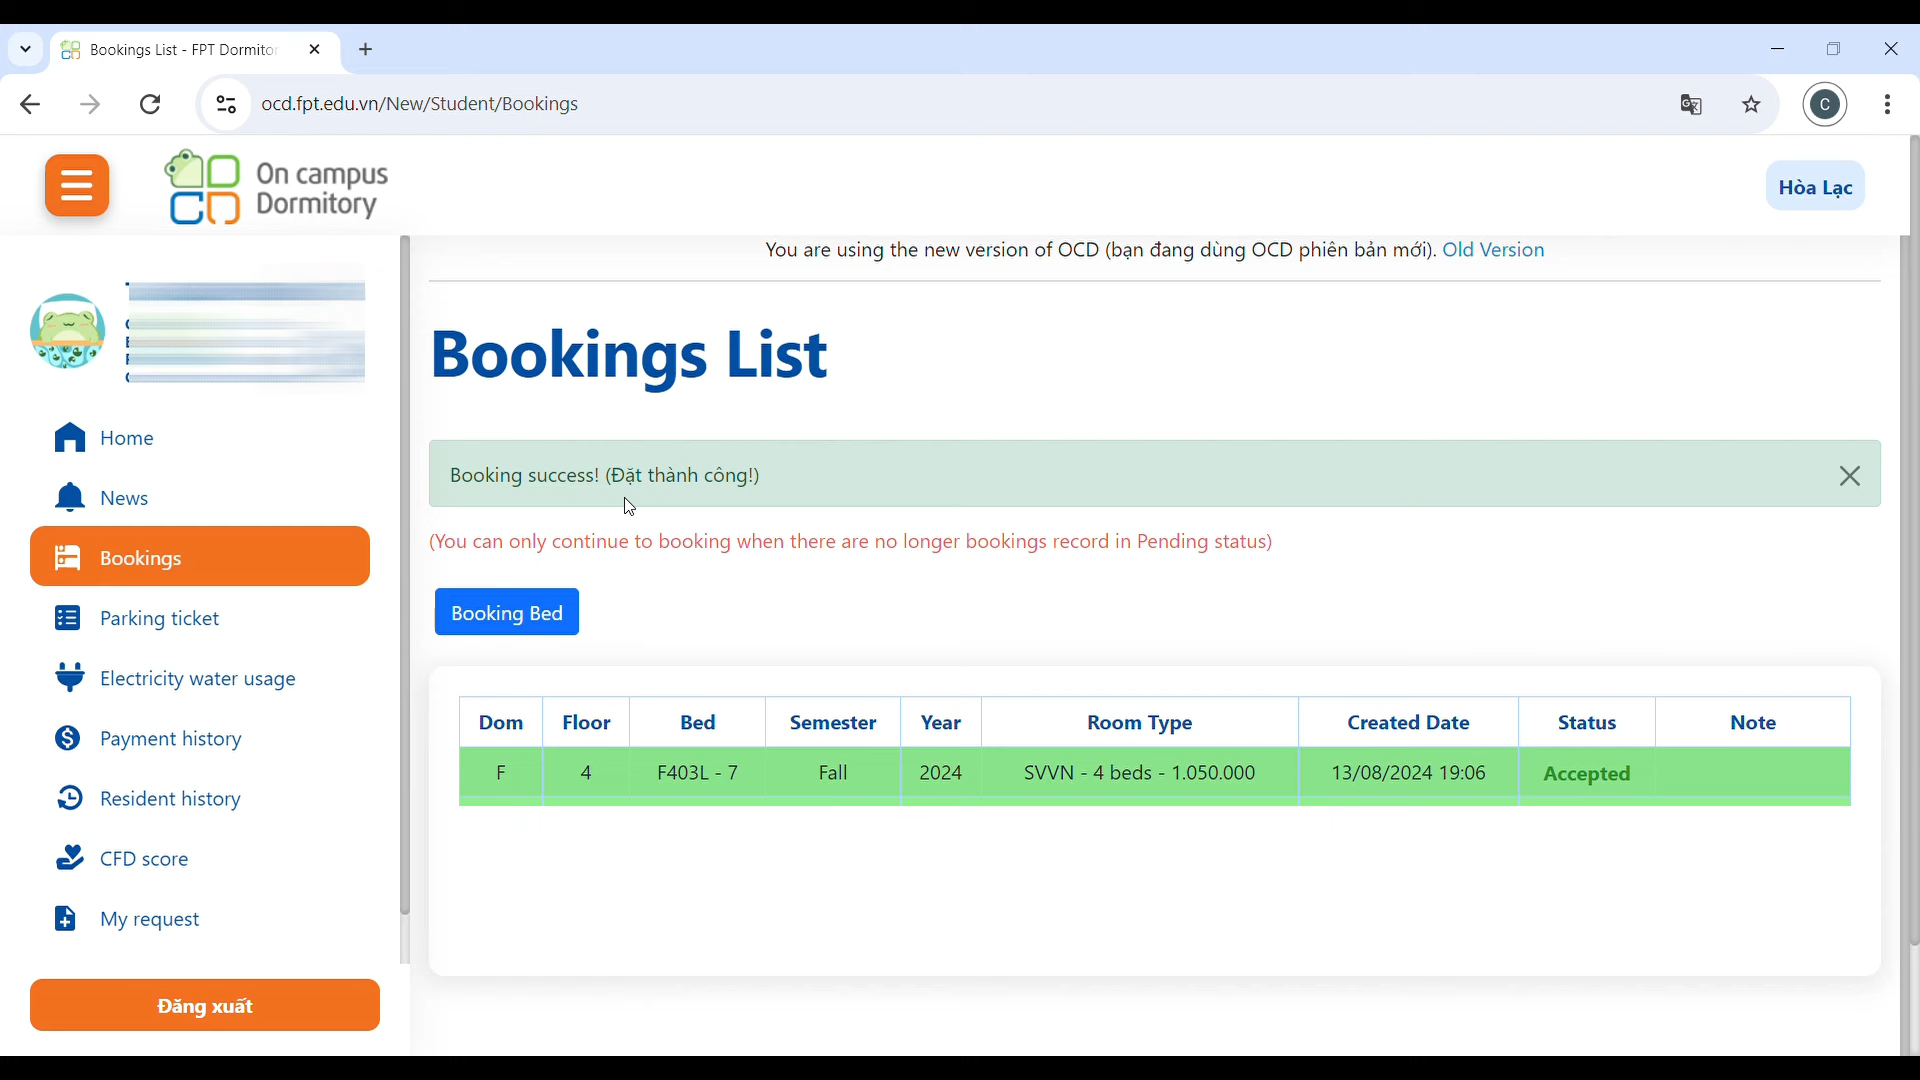 Bookings List - FPT Dormitor
ocd.fpt.edu.vn/New/Student/Bookings
C
On campus
Dormitory
Hòa Lạc
You are using the new version of OCD (bạn đang dùng OCD phiên bản mới). Old Version
Bookings List
Booking success! (Đặt thành công!)
(You can only continue to booking when there are no longer bookings record in Pending status)
Booking Bed
Dom Floor Bed Semester Year Room Type Created Date Status Note
F 4 F403L - 7 Fall 2024 SVVN - 4 beds - 1.050.000 13/08/2024 19:06 Accepted
Home
News
Bookings
Parking ticket
Electricity water usage
Payment history
Resident history
CFD score
My request
Đăng xuất